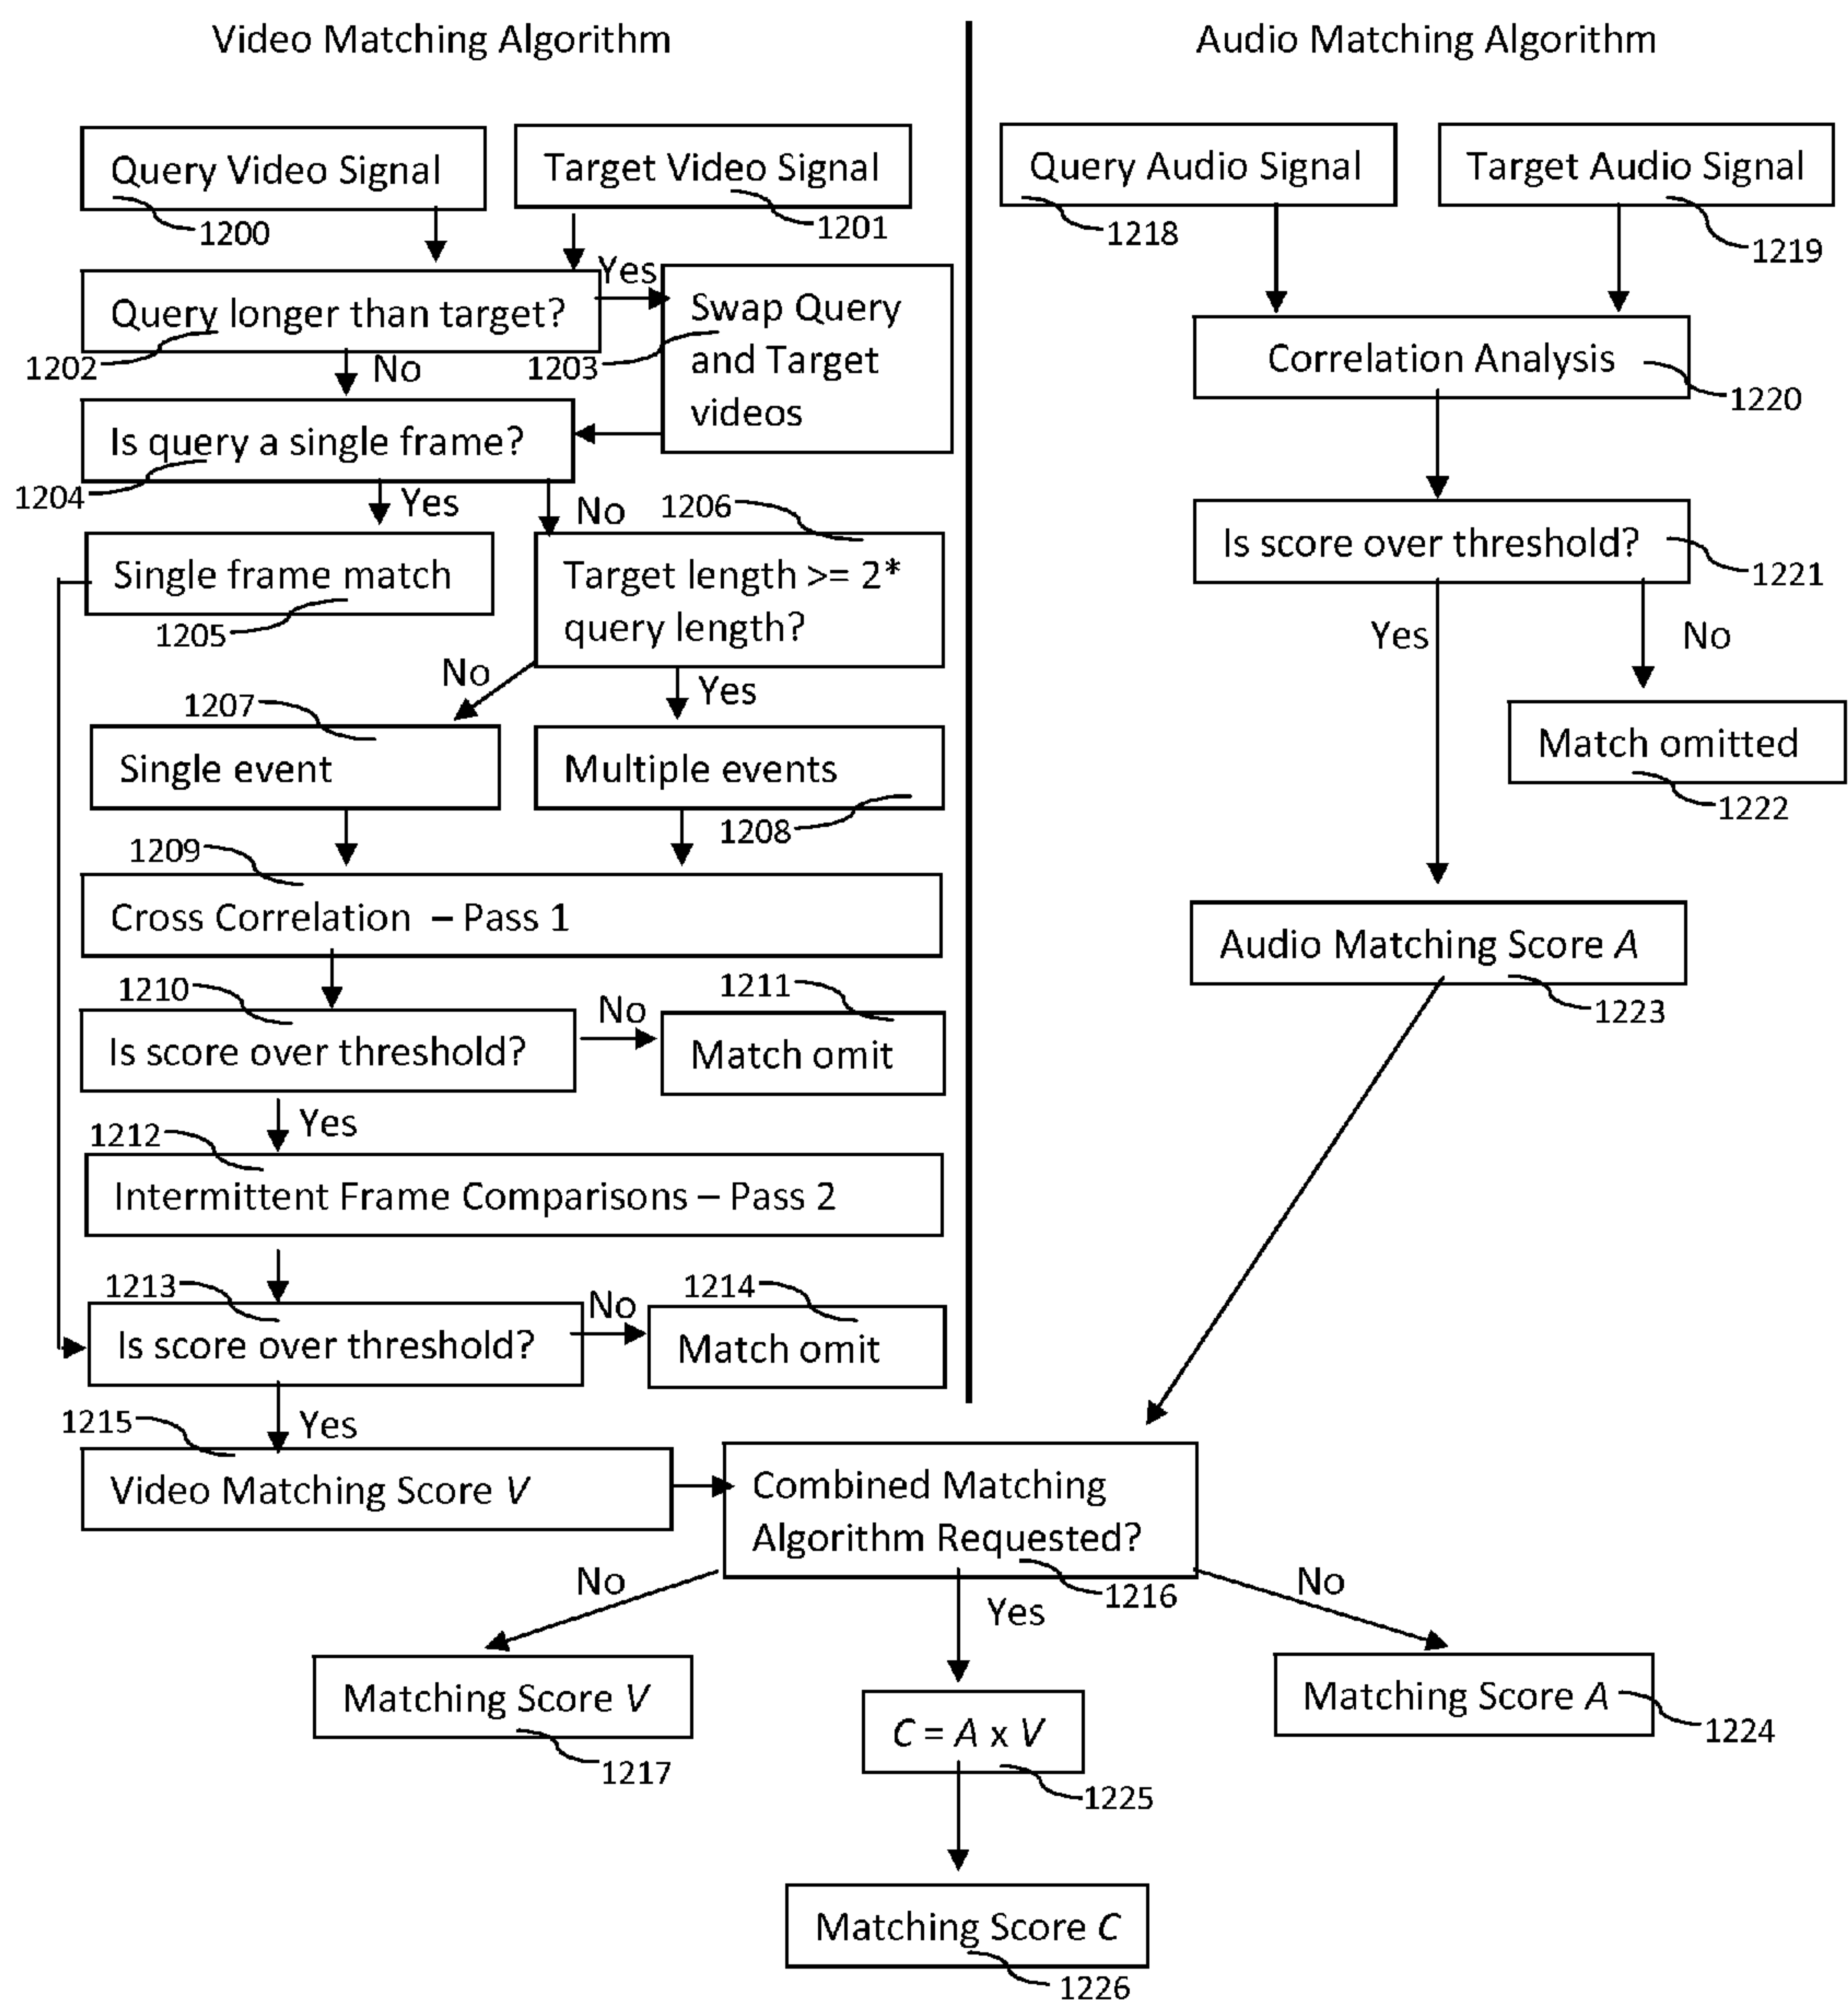 Video Matching Algorithm
Audio Matching Algorithm
Query Video Signal
1200
Target Video Signal
1201
Query longer than target?
1202
Yes
No
Swap Query
and Target
videos
1203
Is query a single frame?
1204
Yes
No
Single frame match
1205
1206
Target length >= 2*
query length?
No
Yes
1207
Single event
Multiple events
1208
1209
Cross Correlation – Pass 1
1210
Is score over threshold?
No
1211
Match omit
Yes
1212
Intermittent Frame Comparisons – Pass 2
1213
Is score over threshold?
No
1214
Match omit
Yes
1215
Video Matching Score V
Query Audio Signal
1218
Target Audio Signal
1219
Correlation Analysis
1220
Is score over threshold?
1221
Yes
No
Match omitted
1222
Audio Matching Score A
1223
Combined Matching
Algorithm Requested?
1216
No
Yes
No
Matching Score V
1217
C = A x V
1225
Matching Score A
1224
Matching Score C
1226